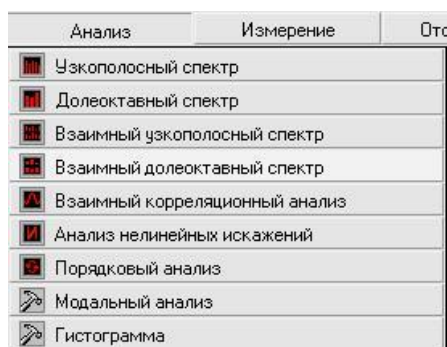 Анализ Измерение
Узкополосный спектр
Долеоктавный спектр
Взаимный узкополосный спектр
Взаимный долеоктавный спектр
Взаимный корреляционный анализ
Анализ нелинейных искажений
Порядковый анализ
Модальный анализ
Гистограмма